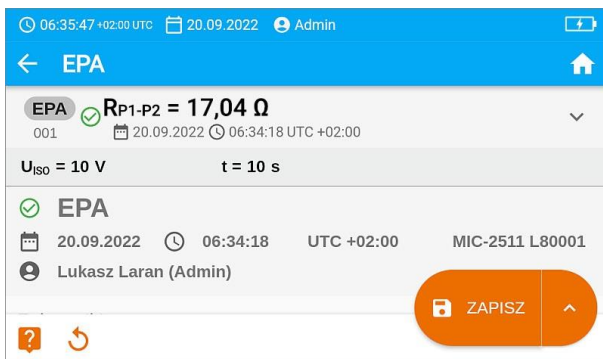 06:35:47 +02:00 UTC 20.09.2022 Admin
EPA
EPA RP1-P2 = 17,04 Ω
001 20.09.2022 06:34:18 UTC +02:00
UISO = 10 V t = 10 s
EPA
20.09.2022 06:34:18 UTC +02:00 MIC-2511 L80001
Lukasz Laran (Admin)
ZAPISZ
?